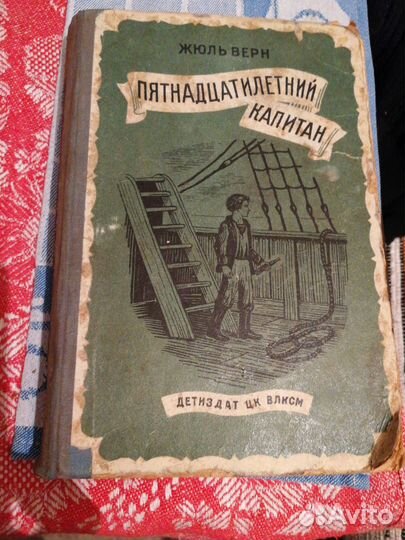 ЖЮЛЬ ВЕРН
ПЯТНАДЦАТИЛЕТНИЙ
КАПИТАН
ДЕТИЗДАТ ЦК ВЛКСМ
Avito